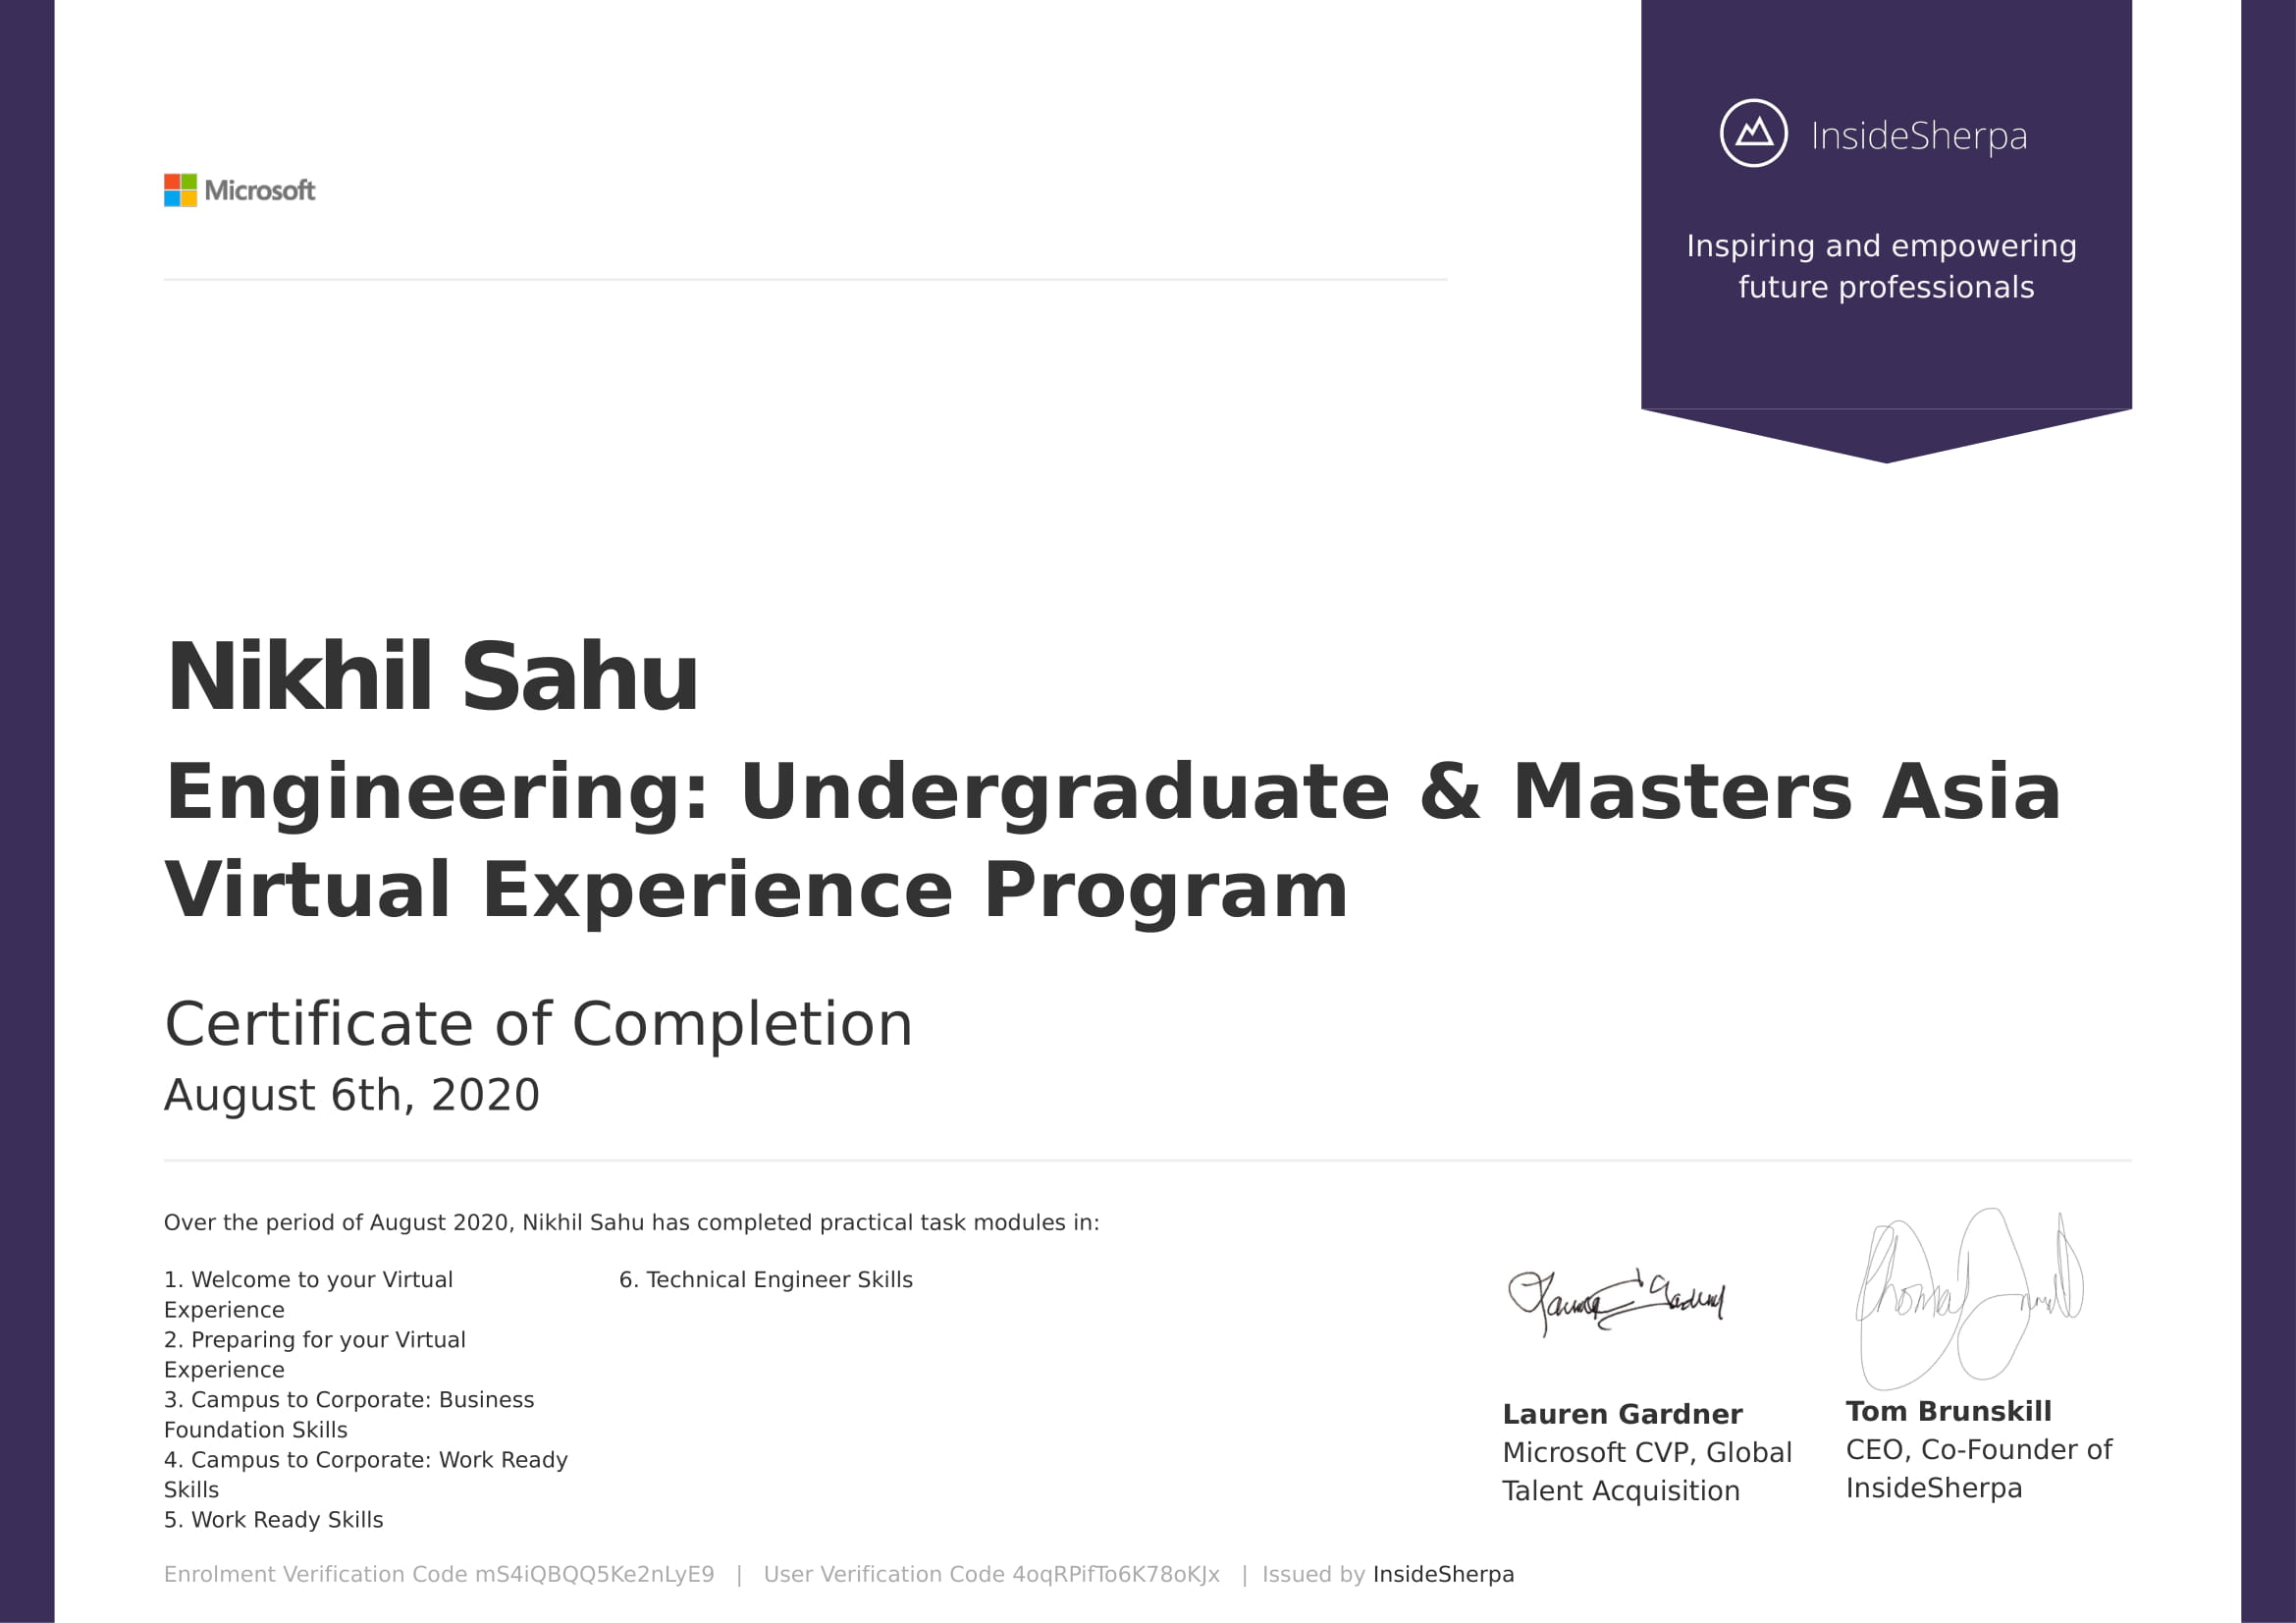 Microsoft
InsideSherpa
Inspiring and empowering
future professionals
Nikhil Sahu
Engineering: Undergraduate & Masters Asia
Virtual Experience Program
Certificate of Completion
August 6th, 2020
Over the period of August 2020, Nikhil Sahu has completed practical task modules in:
1. Welcome to your Virtual
Experience
2. Preparing for your Virtual
Experience
3. Campus to Corporate: Business
Foundation Skills
4. Campus to Corporate: Work Ready
Skills
5. Work Ready Skills
6. Technical Engineer Skills
Lauren Gardner
Microsoft CVP, Global
Talent Acquisition
Tom Brunskill
CEO, Co-Founder of
InsideSherpa
Enrolment Verification Code mS4iQBQQ5Ke2nLyE9 | User Verification Code 4oqRPifTo6K78oKJx | Issued by InsideSherpa